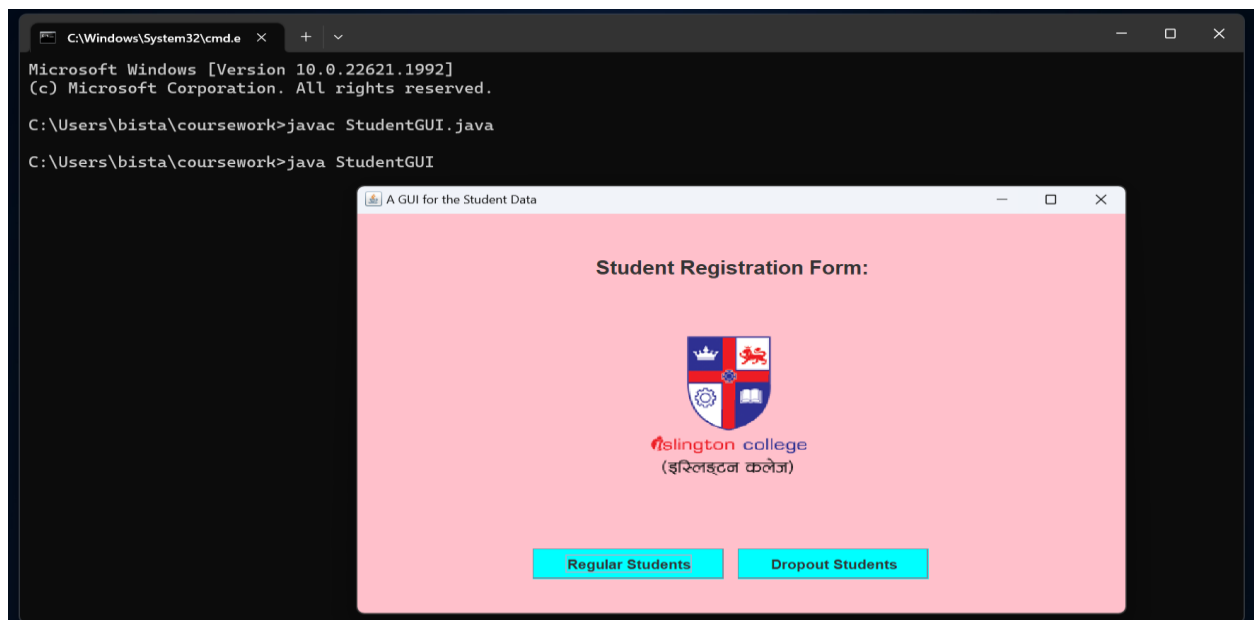 C:\Windows\System32\cmd.e
Microsoft Windows [Version 10.0.22621.1992]
(c) Microsoft Corporation. All rights reserved.
C:\Users\bista\coursework>javac StudentGUI.java
C:\Users\bista\coursework>java StudentGUI
A GUI for the Student Data
Student Registration Form:
islington college
(इस्लिङ्टन कलेज)
Regular Students
Dropout Students